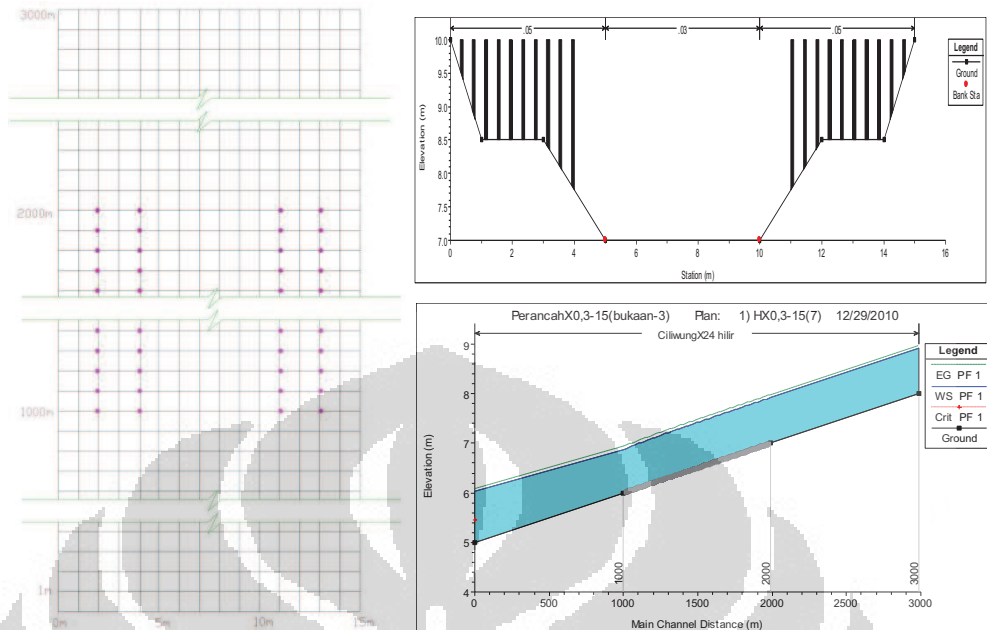 3000m
2000m
1000m
1m
0m
15m
.05
.03
.05
10.0
9.5
9.0
8.5
8.0
7.5
7.0
Elevation (m)
0
2
4
6
8
10
12
14
16
Station (m)
Legend
Ground
Bank Sta
PerancahX0,3-15(bukaan-3) Plan: 1) HX0,3-15(7) 12/29/2010
CiliwungX24 hilir
9
8
7
6
5
4
Elevation (m)
1000
2000
3000
0
500
1000
1500
2000
2500
3000
Main Channel Distance (m)
Legend
EG PF 1
WS PF 1
Crit PF 1
Ground